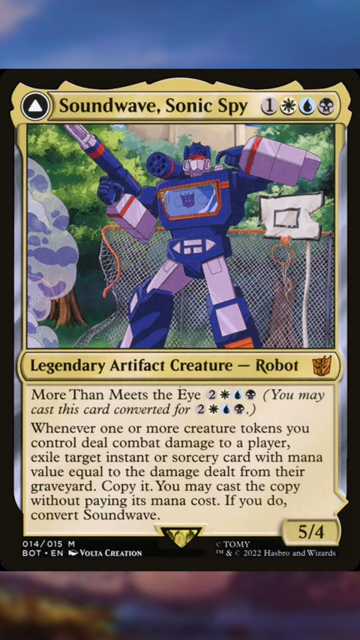 Soundwave, Sonic Spy 1
Legendary Artifact Creature — Robot
More Than Meets the Eye 2 (You may
cast this card converted for 2 .)
Whenever one or more creature tokens you
control deal combat damage to a player,
exile target instant or sorcery card with mana
value equal to the damage dealt from their
graveyard. Copy it. You may cast the copy
without paying its mana cost. If you do,
convert Soundwave.
5/4
014/015 M
BOT • EN Volta Creation
© TOMY
™ & © 2022 Hasbro and Wizards